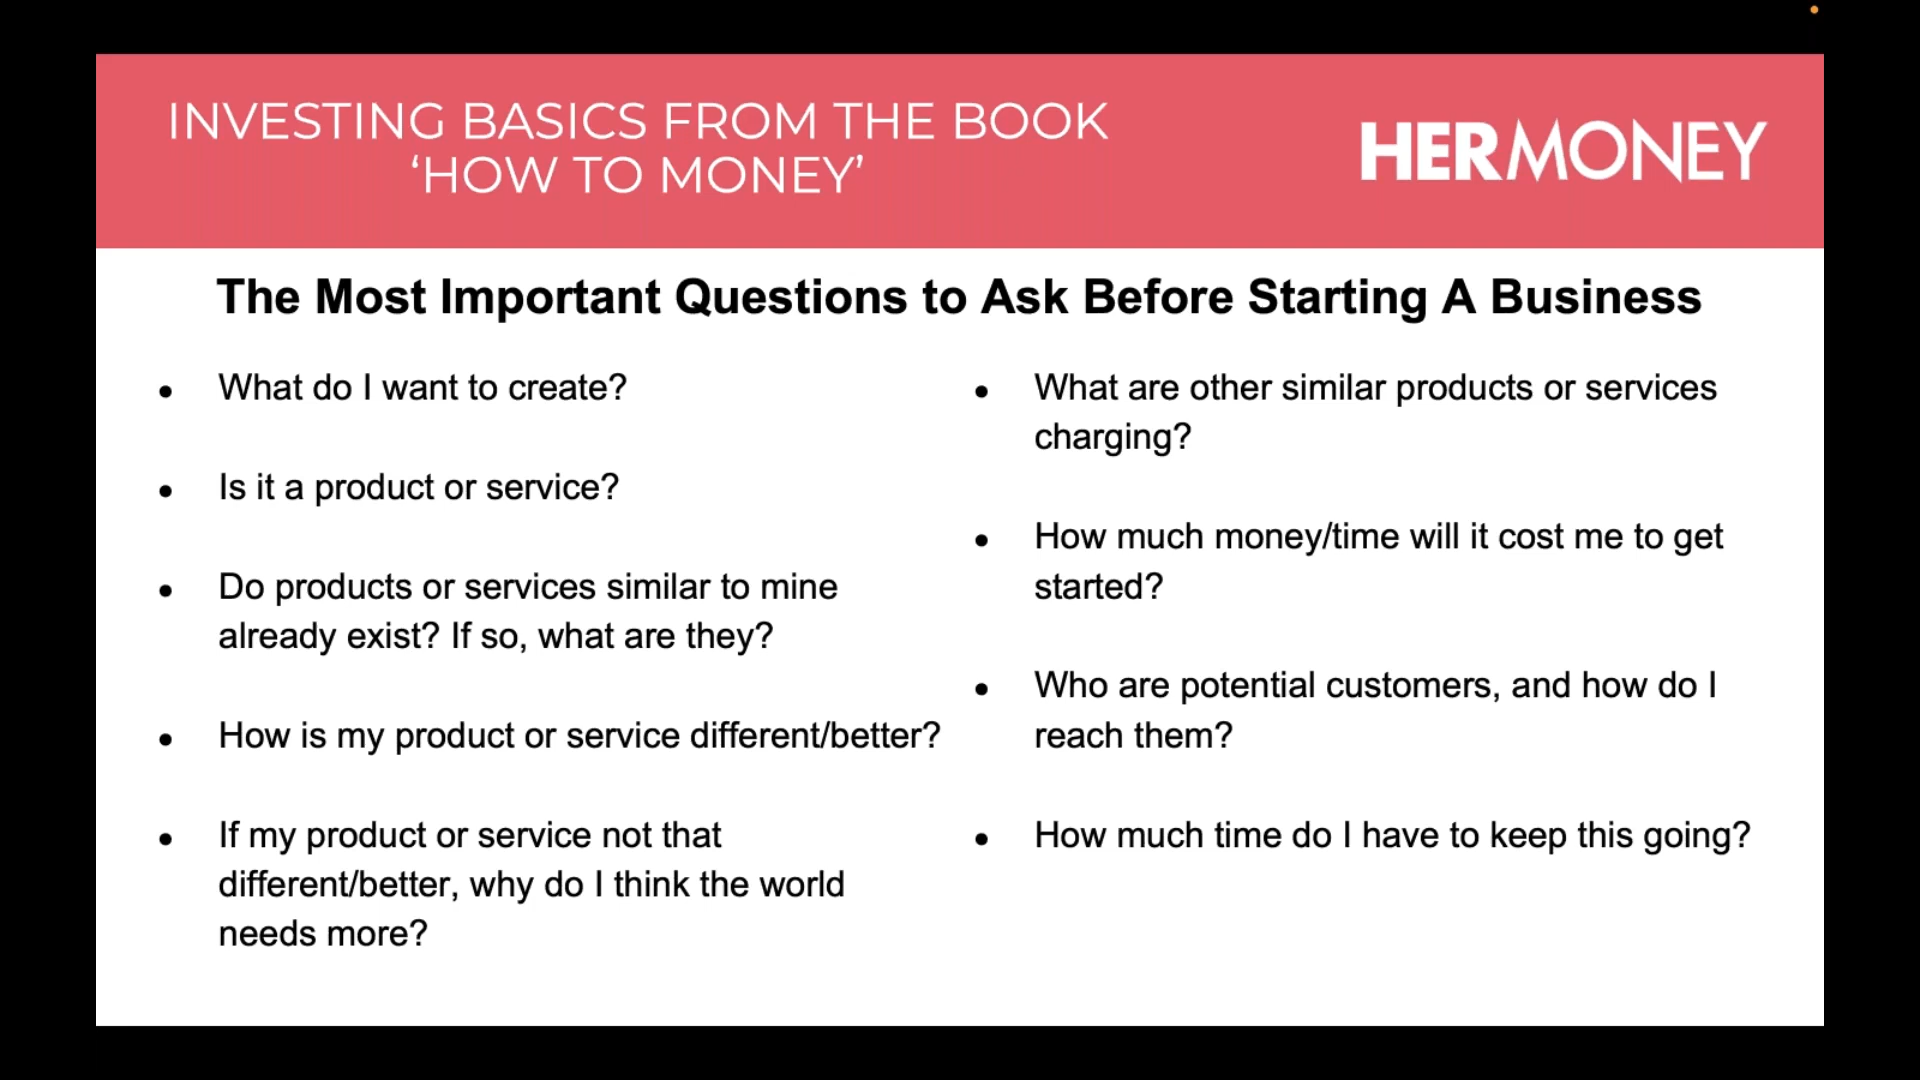 INVESTING BASICS FROM THE BOOK
‘HOW TO MONEY’
HERMONEY
The Most Important Questions to Ask Before Starting A Business
• What do I want to create?
• Is it a product or service?
• Do products or services similar to mine
already exist? If so, what are they?
• How is my product or service different/better?
• If my product or service not that
different/better, why do I think the world
needs more?
• What are other similar products or services
charging?
• How much money/time will it cost me to get
started?
• Who are potential customers, and how do I
reach them?
• How much time do I have to keep this going?